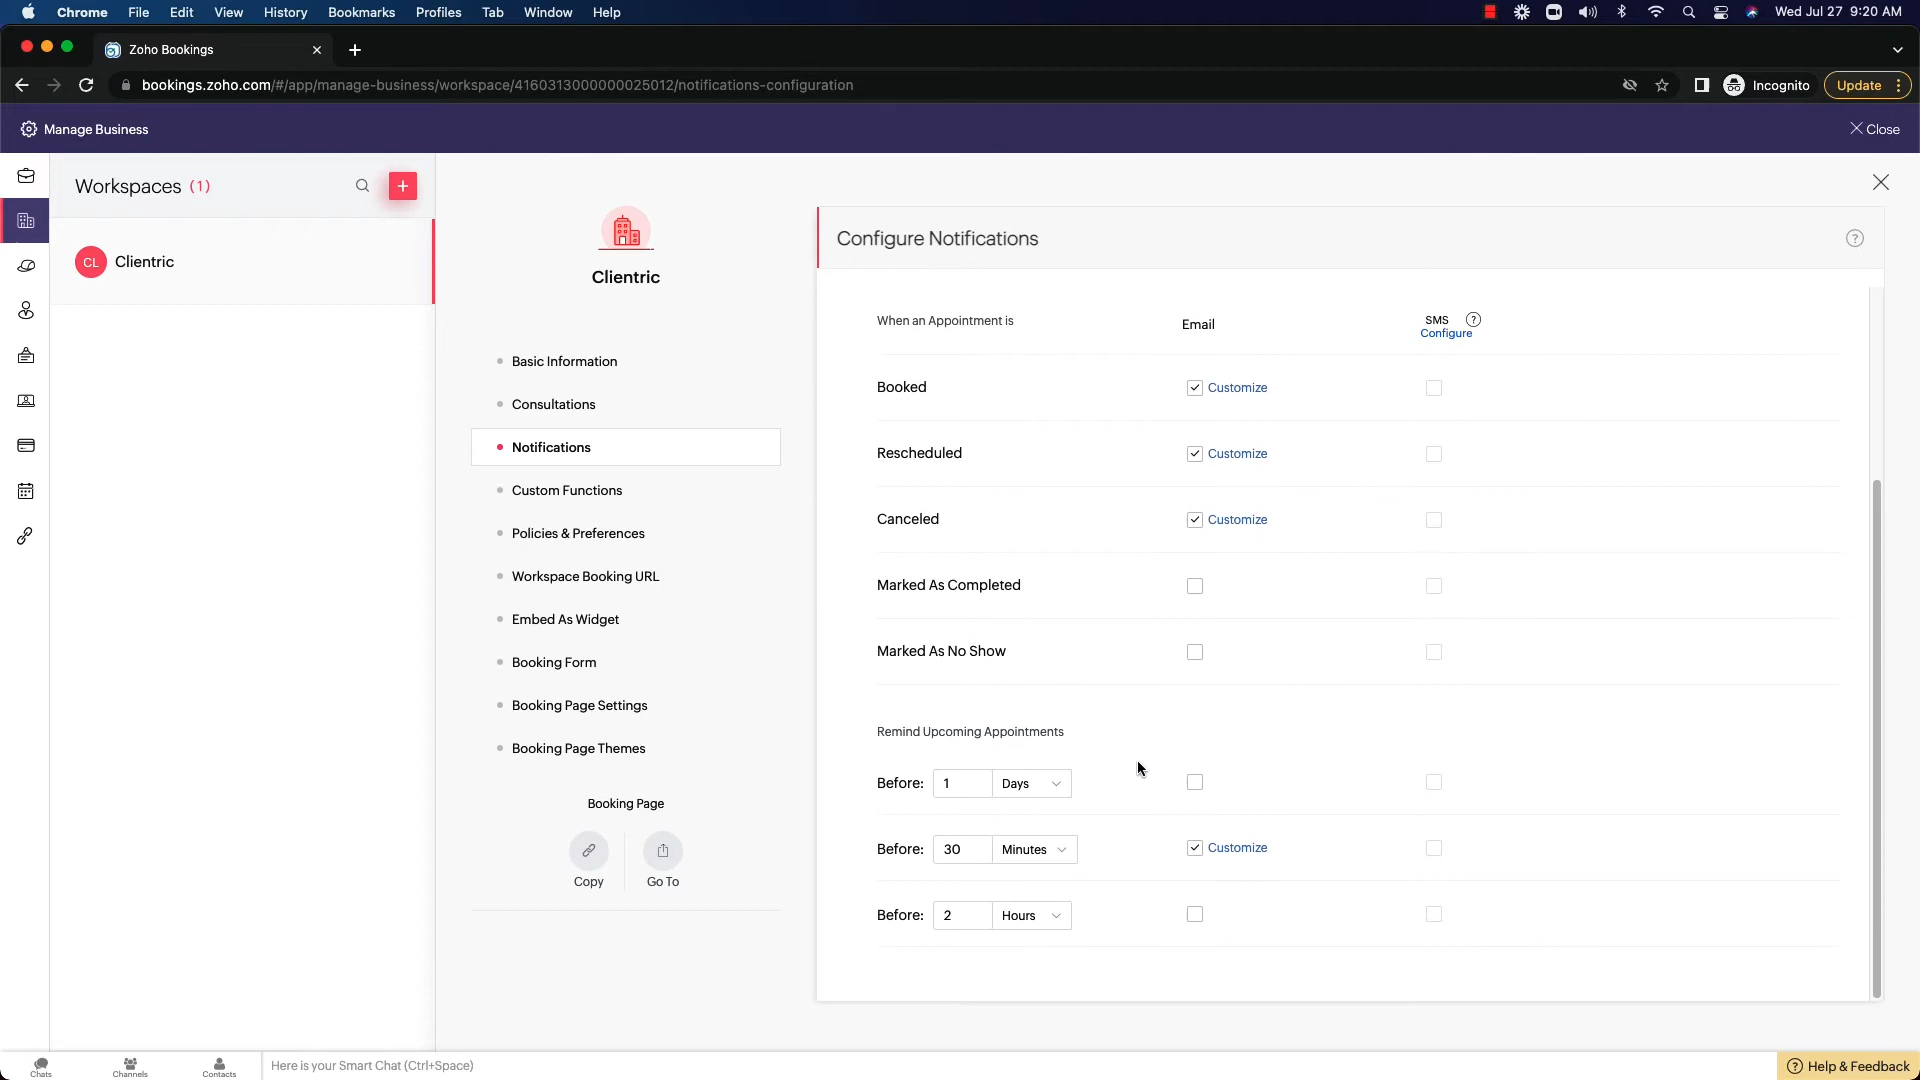 Chrome File Edit View History Bookmarks Profiles Tab Window Help Wed Jul 27 9:20 AM
Zoho Bookings
bookings.zoho.com/#/app/manage-business/workspace/4160313000000025012/notifications-configuration Incognito Update
Manage Business Close
Workspaces (1)
CL Clientric
Clientric
Basic Information
Consultations
Notifications
Custom Functions
Policies & Preferences
Workspace Booking URL
Embed As Widget
Booking Form
Booking Page Settings
Booking Page Themes
Booking Page
Copy Go To
Configure Notifications ?
When an Appointment is Email SMS ?
Configure
Booked Customize
Rescheduled Customize
Canceled Customize
Marked As Completed
Marked As No Show
Remind Upcoming Appointments
Before: 1 Days
Before: 30 Minutes Customize
Before: 2 Hours
Chats Channels Contacts Here is your Smart Chat (Ctrl+Space) ? Help & Feedback